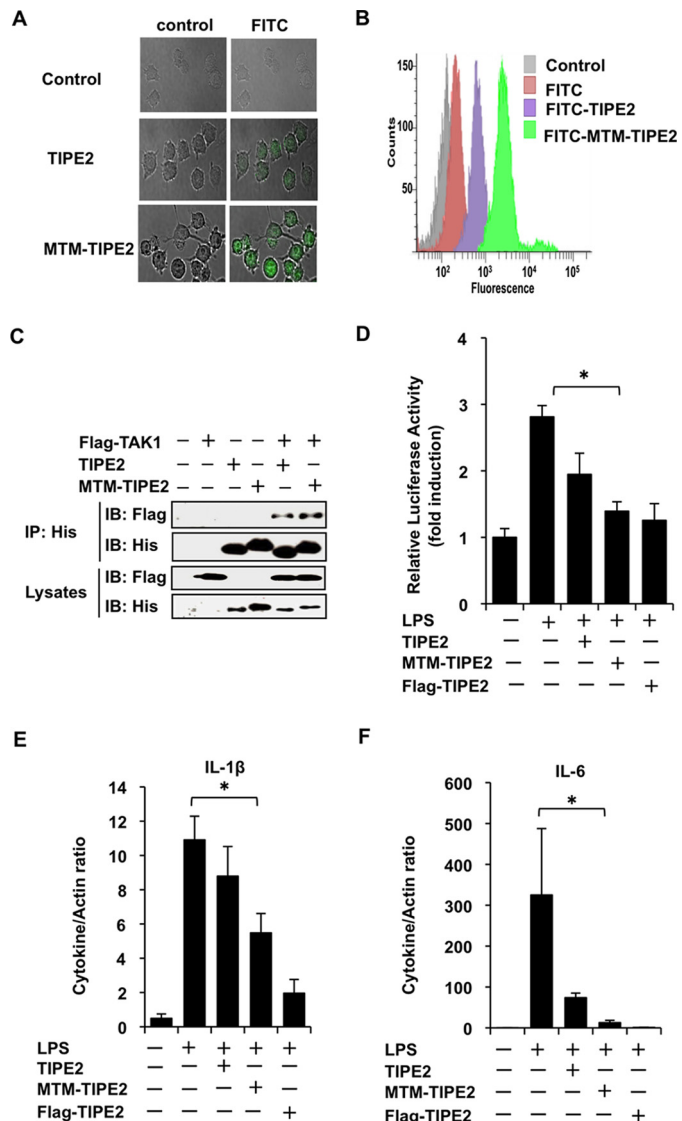 A
control FITC
Control
TIPE2
MTM-TIPE2
B
150
100
50
Counts
10² 10³ 10⁴ 10⁵
Fluorescence
Control
FITC
FITC-TIPE2
FITC-MTM-TIPE2
C
Flag-TAK1 – + – – + +
TIPE2 – – + – + –
MTM-TIPE2 – – – + – +
IP: His
IB: Flag
IB: His
Lysates
IB: Flag
IB: His
D
Relative Luciferase Activity
(fold induction)
4
3
2
1
0
*
LPS – + + + +
TIPE2 – – + – –
MTM-TIPE2 – – – + –
Flag-TIPE2 – – – – +
E
IL-1β
Cytokine/Actin ratio
14
12
10
8
6
4
2
0
*
LPS – + + + +
TIPE2 – – + – –
MTM-TIPE2 – – – + –
Flag-TIPE2 – – – – +
F
IL-6
Cytokine/Actin ratio
600
500
400
300
200
100
0
*
LPS – + + + +
TIPE2 – – + – –
MTM-TIPE2 – – – + –
Flag-TIPE2 – – – – +